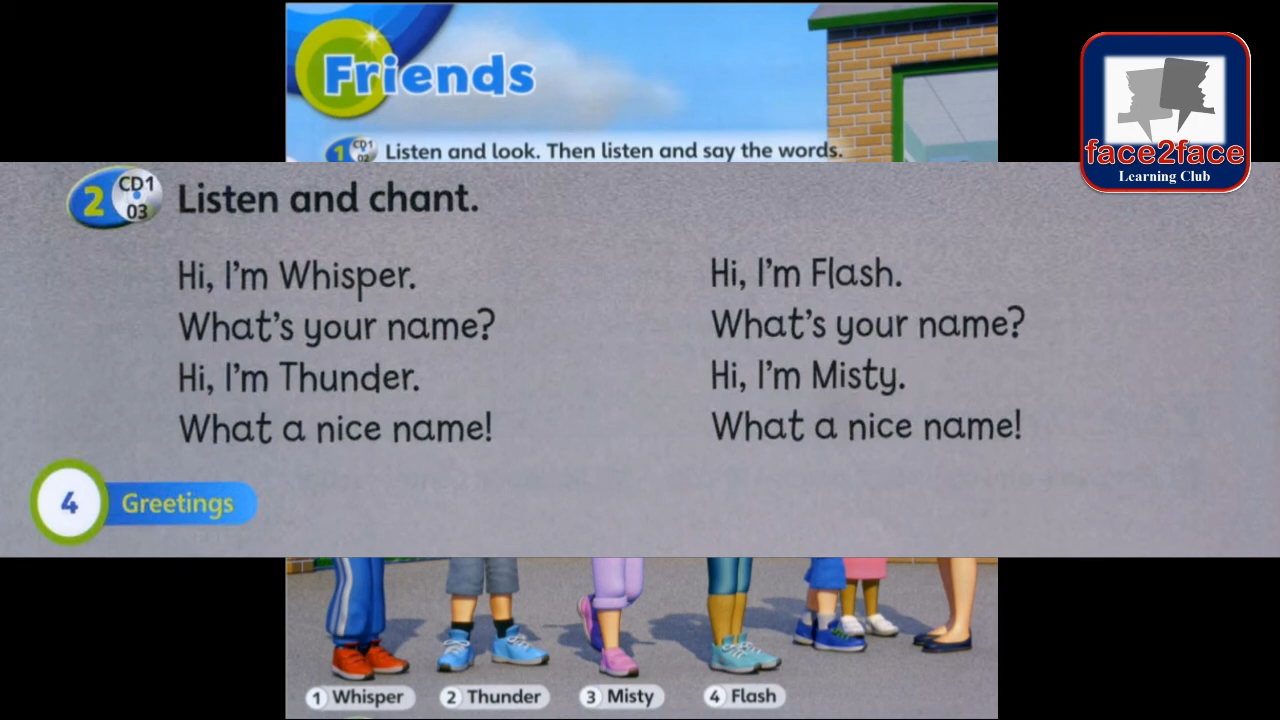 Friends
1 CD1 02 Listen and look. Then listen and say the words.
face2face
Learning Club
2 CD1 03 Listen and chant.
Hi, I'm Whisper.
What's your name?
Hi, I'm Thunder.
What a nice name!
Hi, I'm Flash.
What's your name?
Hi, I'm Misty.
What a nice name!
4 Greetings
1 Whisper
2 Thunder
3 Misty
4 Flash